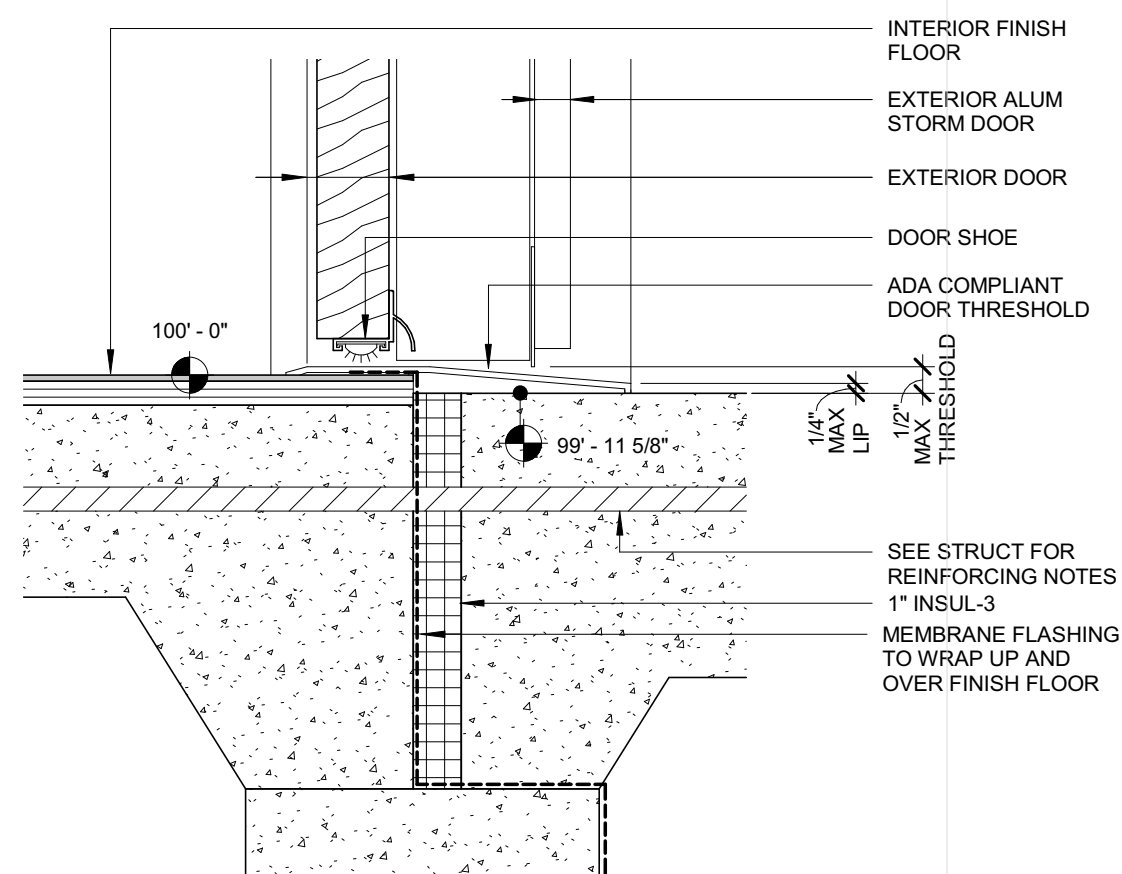 INTERIOR FINISH
FLOOR
EXTERIOR ALUM
STORM DOOR
EXTERIOR DOOR
DOOR SHOE
ADA COMPLIANT
DOOR THRESHOLD
100' - 0"
1/4"
MAX
LIP
1/2"
MAX
THRESHOLD
99' - 11 5/8"
SEE STRUCT FOR
REINFORCING NOTES
1" INSUL-3
MEMBRANE FLASHING
TO WRAP UP AND
OVER FINISH FLOOR